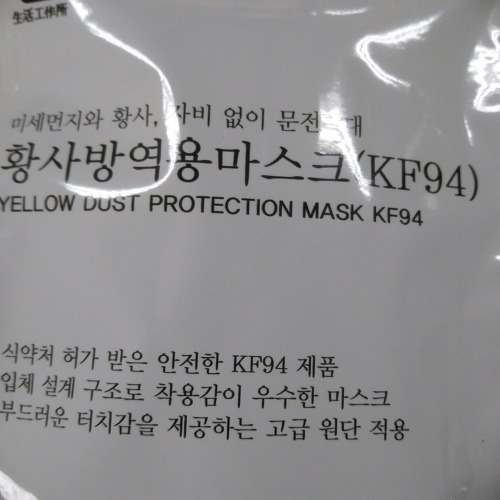 生活工作所
미세먼지와 황사, 자비 없이 문전박대
황사방역용마스크(KF94)
YELLOW DUST PROTECTION MASK KF94
식약처 허가 받은 안전한 KF94 제품
입체 설계 구조로 착용감이 우수한 마스크
부드러운 터치감을 제공하는 고급 원단 적용